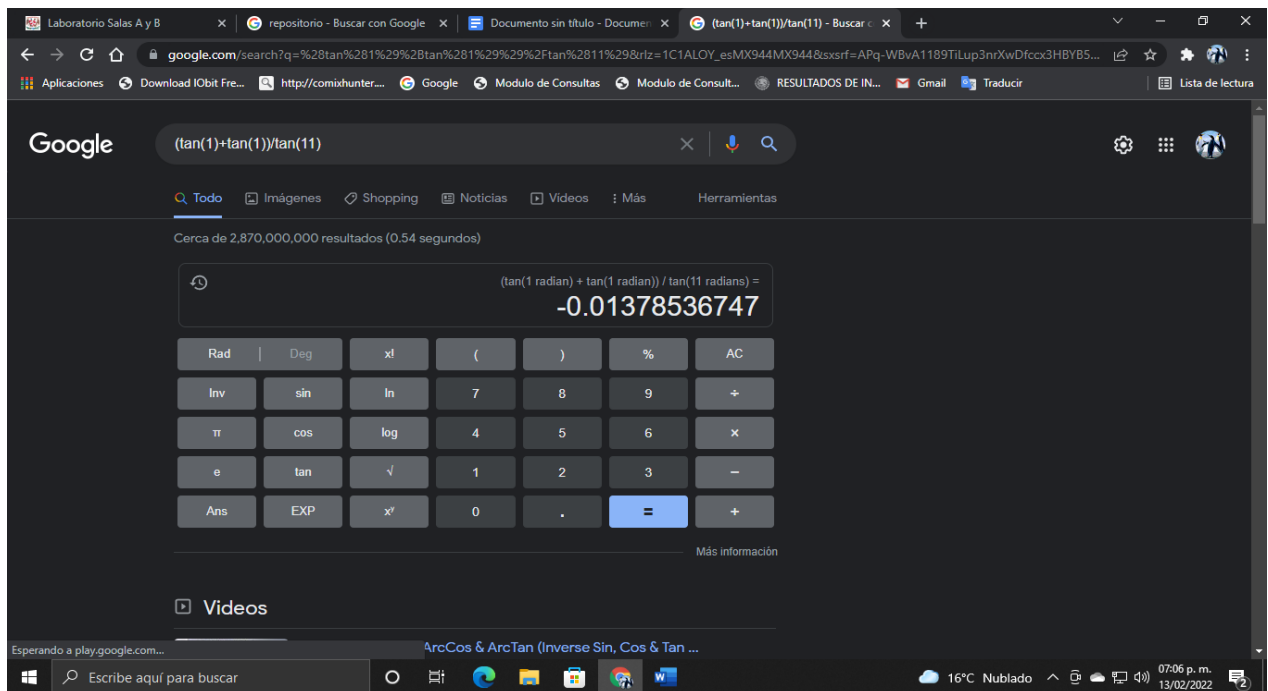 Laboratorio Salas A y B
repositorio - Buscar con Google
Documento sin título - Documen
(tan(1)+tan(1))/tan(11) - Buscar c
google.com/search?q=%28tan%281%29%2Btan%281%29%29%2Ftan%2811%29&rlz=1C1ALOY_esMX944MX944&sxsrf=APq-WBvA1189TiLup3nrXwDfccx3HBYB5...
Aplicaciones Download IObit Fre... http://comixhunter.... Google Modulo de Consultas Modulo de Consult... RESULTADOS DE IN... Gmail Traducir Lista de lectura
Google (tan(1)+tan(1))/tan(11)
Todo Imágenes Shopping Noticias Videos Más Herramientas
Cerca de 2,870,000,000 resultados (0.54 segundos)
(tan(1 radian) + tan(1 radian)) / tan(11 radians) =
-0.01378536747
Rad | Deg x! ( ) % AC
Inv sin ln 7 8 9 ÷
π cos log 4 5 6 ×
e tan √ 1 2 3 −
Ans EXP xʸ 0 . = +
Más información
Videos
ArcCos & ArcTan (Inverse Sin, Cos & Tan ...
Esperando a play.google.com...
Escribe aquí para buscar
16°C Nublado
07:06 p. m.
13/02/2022
2